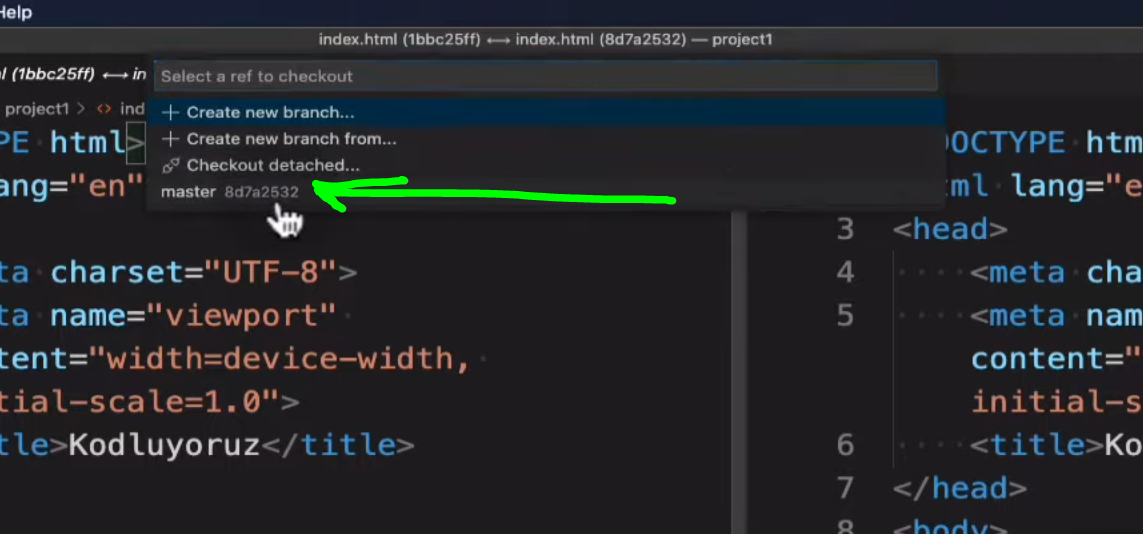 Help
index.html (1bbc25ff) ⟷ index.html (8d7a2532) — project1
(1bbc25ff) ⟷ in
Select a ref to checkout
project1 > <> ind
+ Create new branch...
+ Create new branch from...
Checkout detached...
master 8d7a2532
PE html>
ang="en"
ta charset="UTF-8">
ta name="viewport"
tent="width=device-width,
tial-scale=1.0">
tle>Kodluyoruz</title>
DOCTYPE htm
ml lang="e
3 <head>
4 <meta cha
5 <meta nam
content="
initial-s
6 <title>Ko
7 </head>
8 <body>